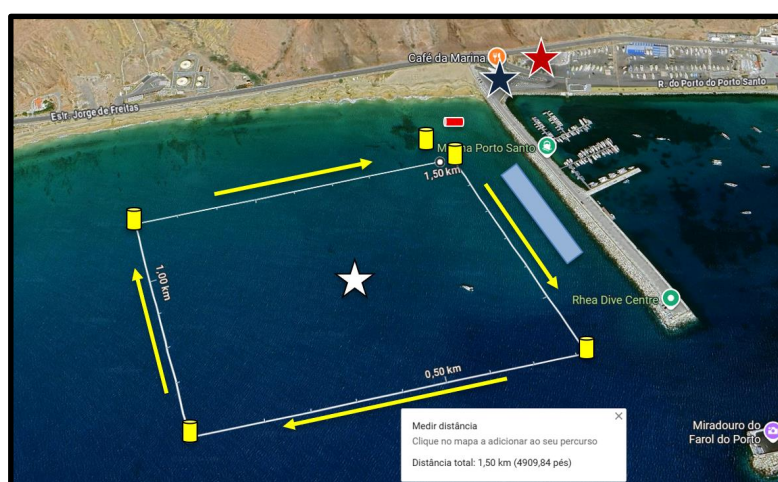 Café da Marina
R. do Porto do Porto Santo
Estr. Jorge de Freitas
Marina Porto Santo
1,50 km
1,00 km
Rhea Dive Centre
0,50 km
Medir distância
Clique no mapa a adicionar ao seu percurso
Distância total: 1,50 km (4909,84 pés)
Miradouro do
Farol do Porto